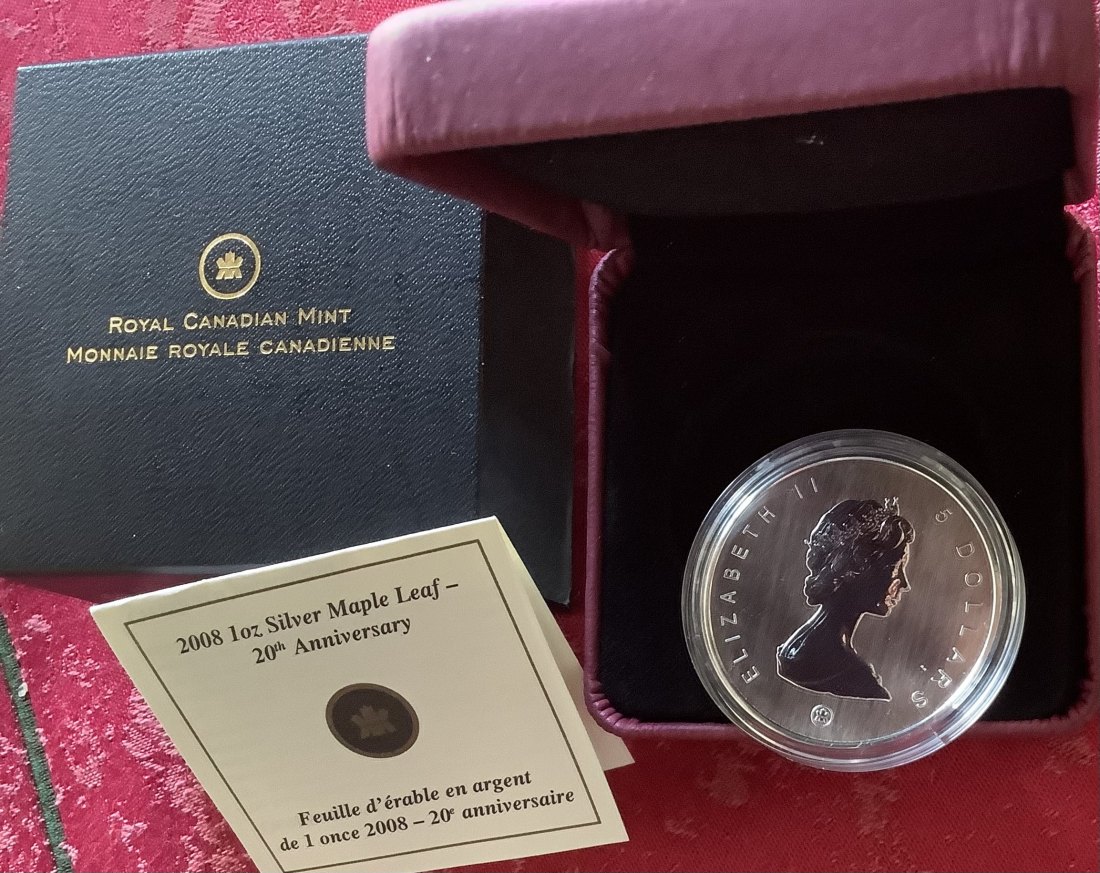 ROYAL CANADIAN MINT
MONNAIE ROYALE CANADIENNE
2008 1oz Silver Maple Leaf –
20th Anniversary
Feuille d'érable en argent
de 1 once 2008 – 20e anniversaire
ELIZABETH II
5 DOLLARS